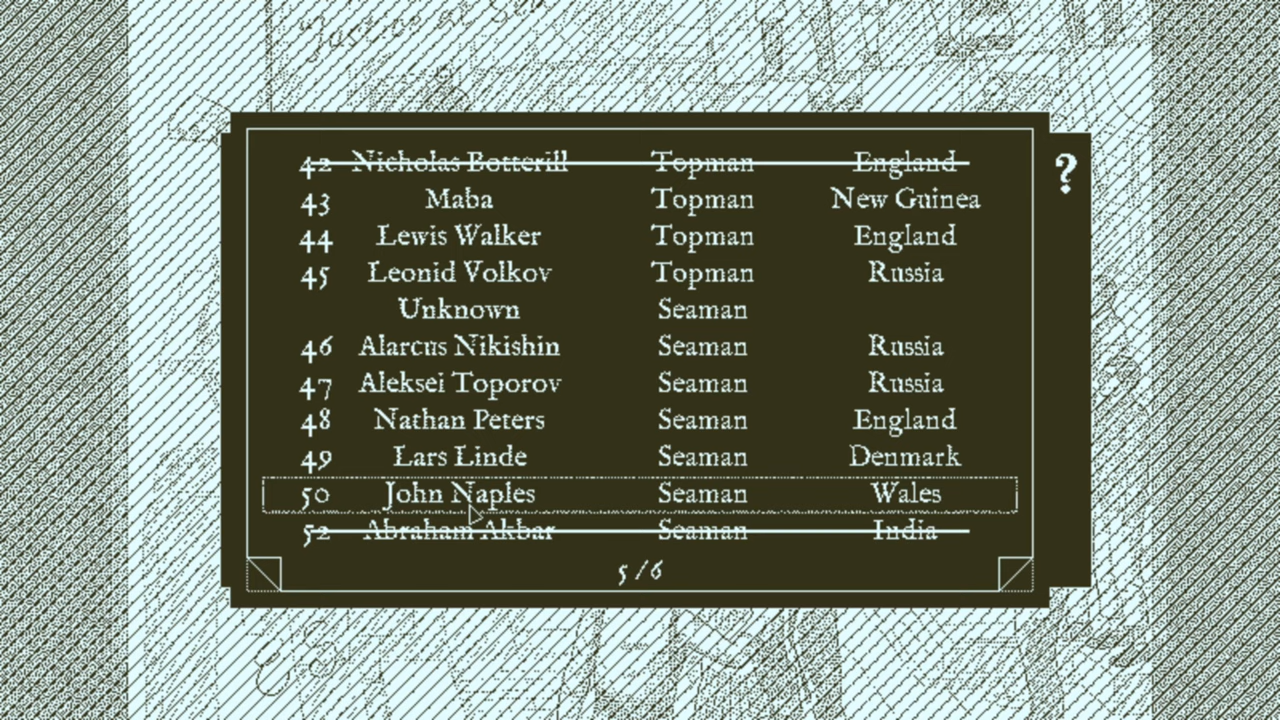 42 Nicholas Botterill Topman England
?
43 Maba Topman New Guinea
44 Lewis Walker Topman England
45 Leonid Volkov Topman Russia
Unknown Seaman
46 Alarcus Nikishin Seaman Russia
47 Aleksei Toporov Seaman Russia
48 Nathan Peters Seaman England
49 Lars Linde Seaman Denmark
50 John Naples Seaman Wales
52 Abraham Akbar Seaman India
5/6